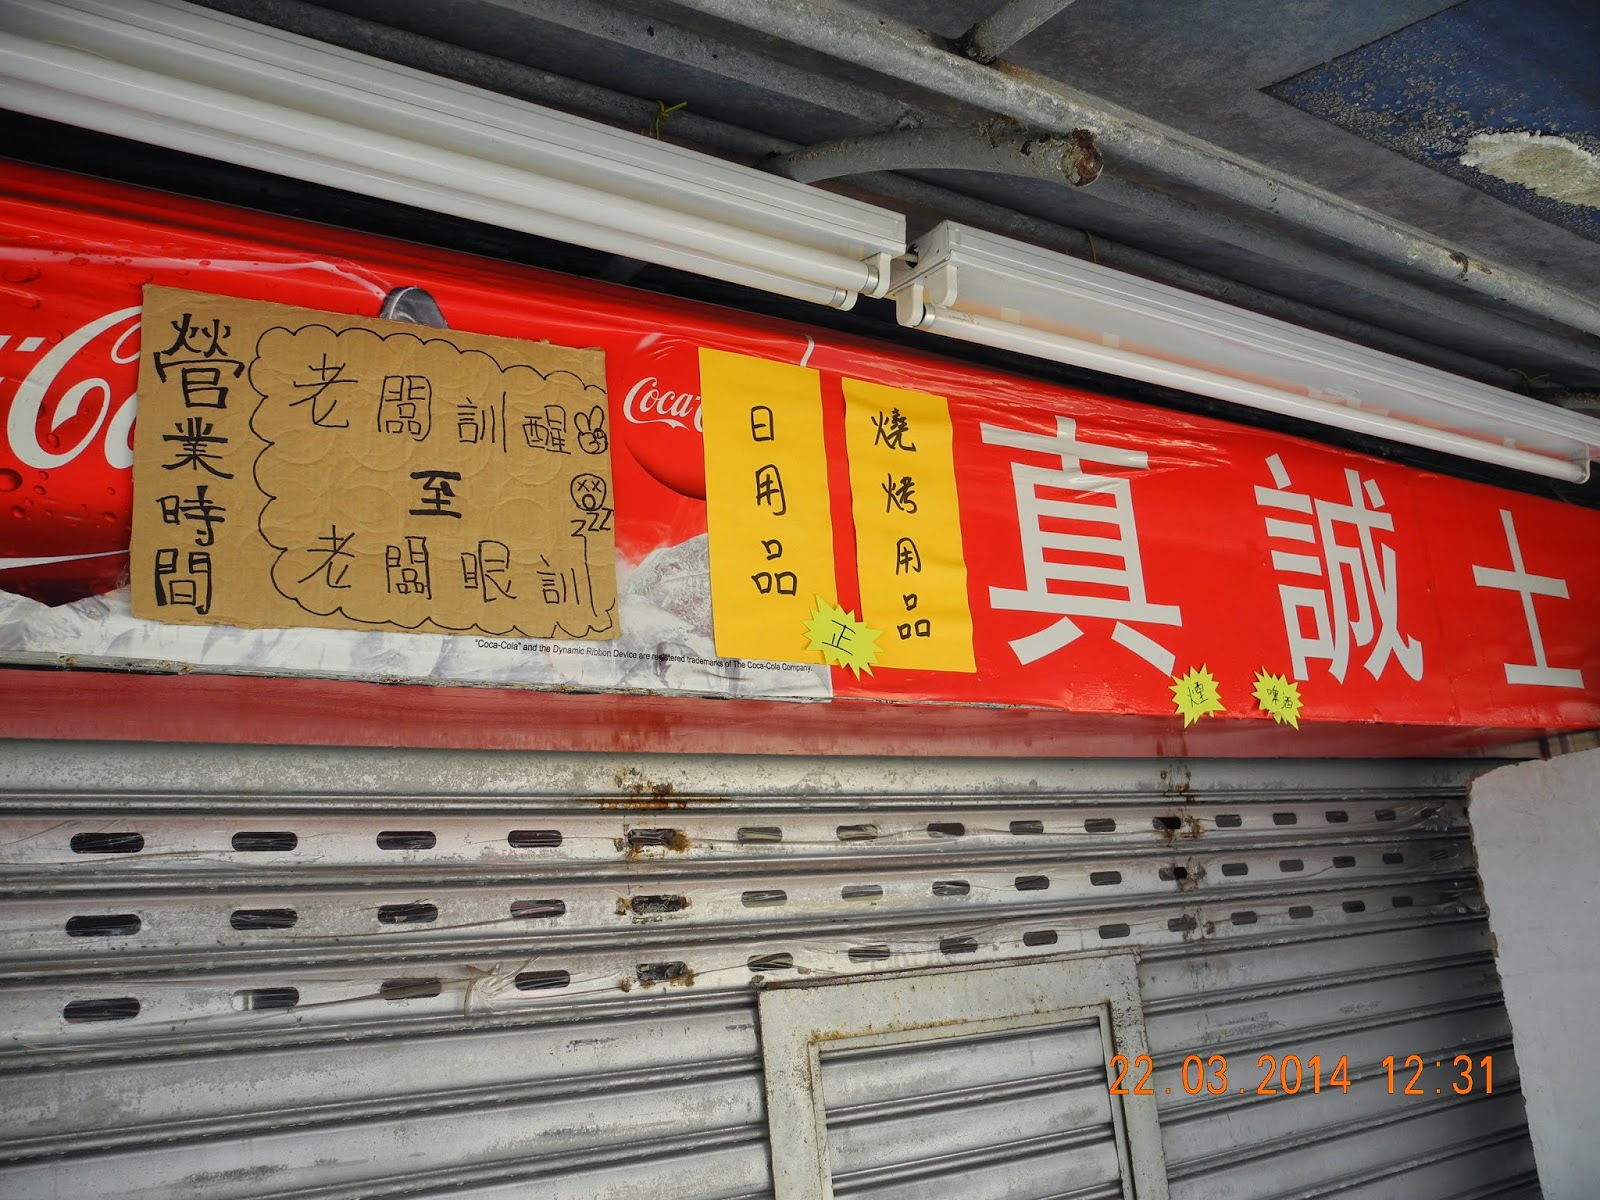 營業時間
老闆訓醒
至
老闆眼訓
zzz
Coca-
日用品
正
燒烤用品
真誠士
煙
啤酒
"Coca-Cola" and the Dynamic Ribbon Device are registered trademarks of The Coca-Cola Company.
22.03.2014 12:31